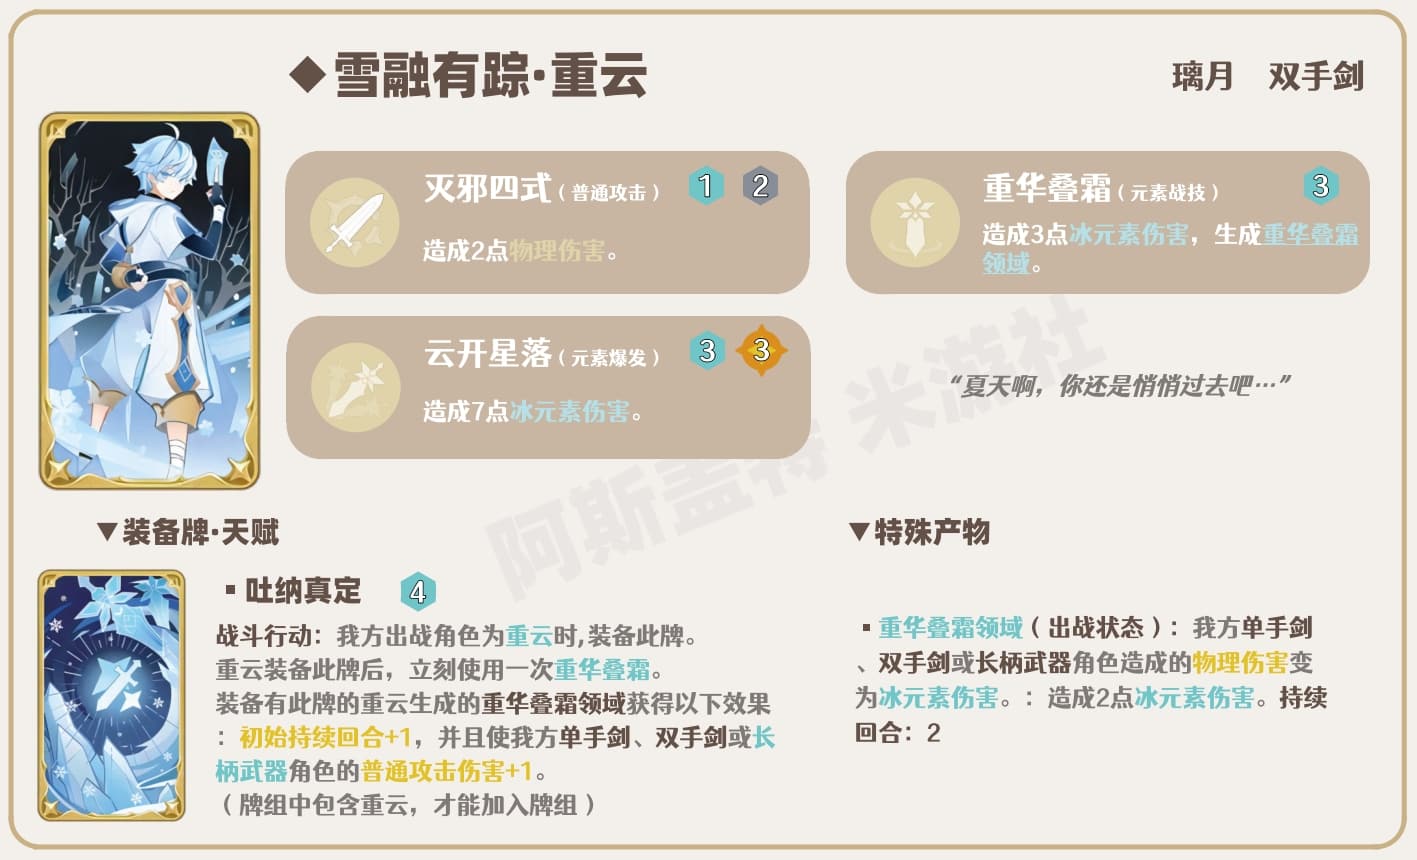 ◆雪融有踪·重云
璃月 双手剑
灭邪四式（普通攻击） 1 2
造成2点物理伤害。
重华叠霜（元素战技） 3
造成3点冰元素伤害，生成重华叠霜
领域。
云开星落（元素爆发） 3 3
造成7点冰元素伤害。
“夏天啊，你还是悄悄过去吧…”
阿斯盖特 米游社
▼装备牌·天赋
▪吐纳真定 4
战斗行动：我方出战角色为重云时,装备此牌。
重云装备此牌后，立刻使用一次重华叠霜。
装备有此牌的重云生成的重华叠霜领域获得以下效果
：初始持续回合+1，并且使我方单手剑、双手剑或长
柄武器角色的普通攻击伤害+1。
（牌组中包含重云，才能加入牌组）
▼特殊产物
▪重华叠霜领域（出战状态）：我方单手剑
、双手剑或长柄武器角色造成的物理伤害变
为冰元素伤害。：造成2点冰元素伤害。持续
回合：2